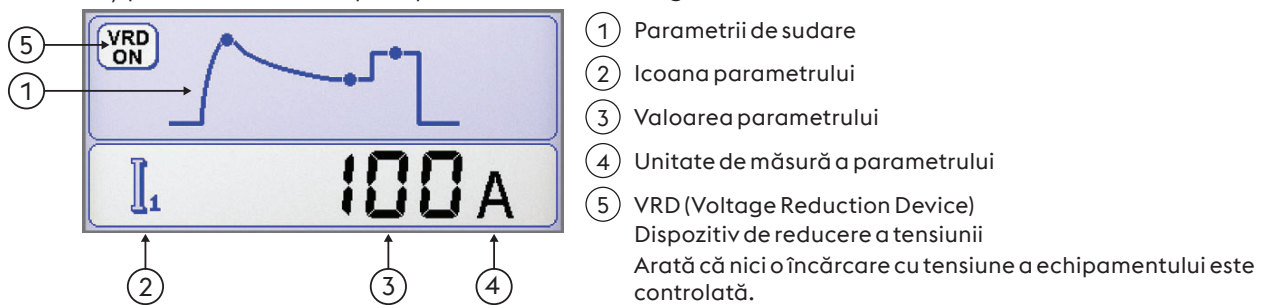 5
VRD
ON
1
I1
100 A
2
3
4
1 Parametrii de sudare
2 Icoana parametrului
3 Valoarea parametrului
4 Unitate de măsură a parametrului
5 VRD (Voltage Reduction Device)
Dispozitiv de reducere a tensiunii
Arată că nici o încărcare cu tensiune a echipamentului este
controlată.